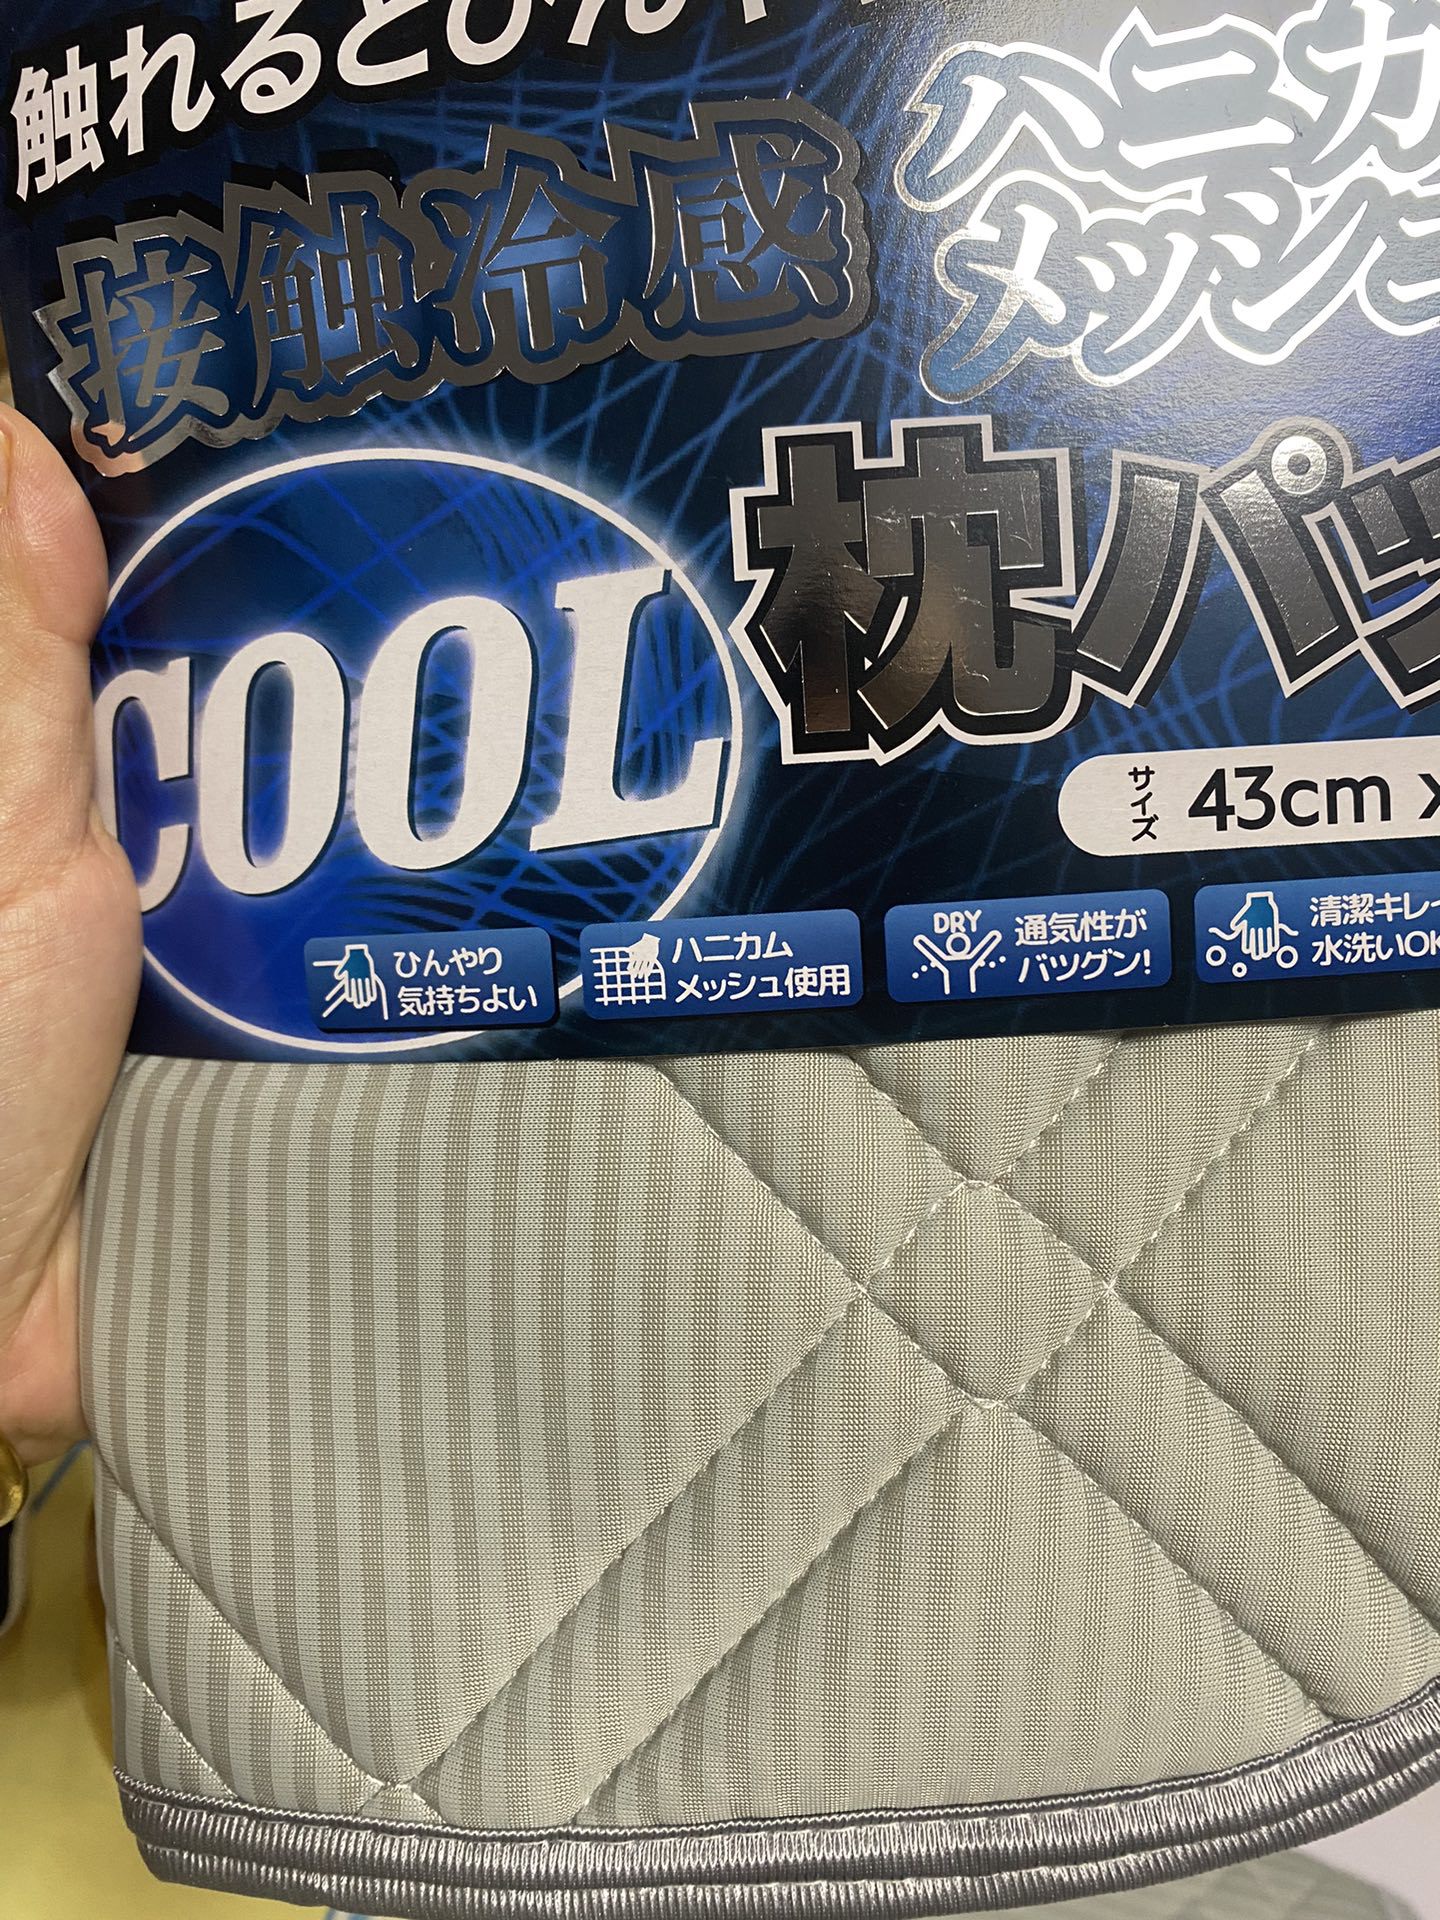 触れるとひんや
接触冷感
ハニカ
メッシュ
COOL
枕パッ
サイズ 43cm x
ひんやり
気持ちよい
ハニカム
メッシュ使用
DRY
通気性が
バツグン!
清潔キレイ
水洗いOK